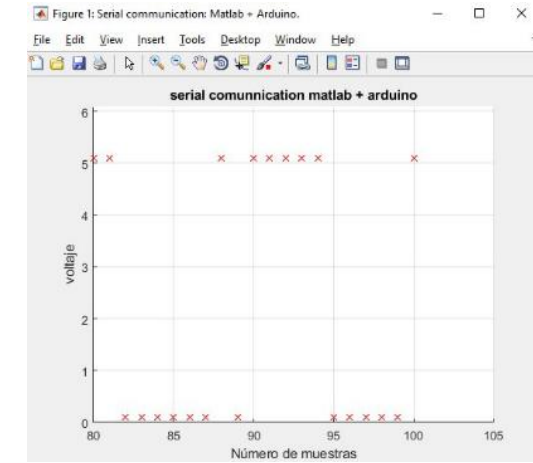 Figure 1: Serial communication: Matlab + Arduino.
File Edit View Insert Tools Desktop Window Help
serial comunnication matlab + arduino
6
5
4
3
2
1
0
voltaje
80 85 90 95 100 105
Número de muestras